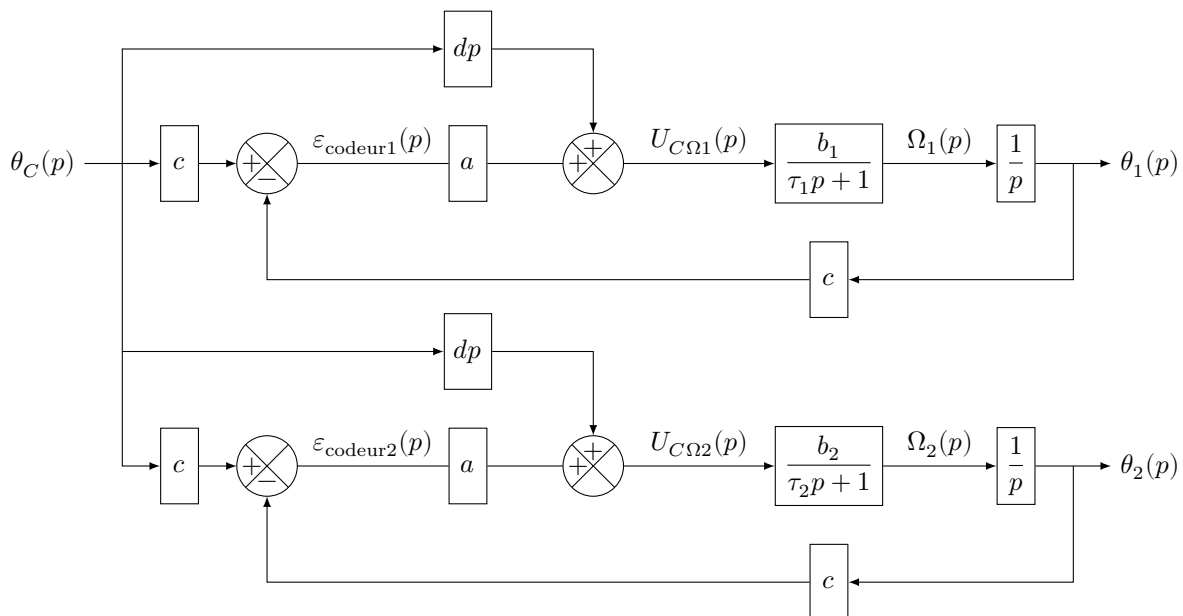 dp
+
θ_C(p) c + − ε_codeur1(p) a + U_CΩ1(p) b_1/(τ_1p + 1) Ω_1(p) 1/p θ_1(p)
c
dp
+
c + − ε_codeur2(p) a + U_CΩ2(p) b_2/(τ_2p + 1) Ω_2(p) 1/p θ_2(p)
c